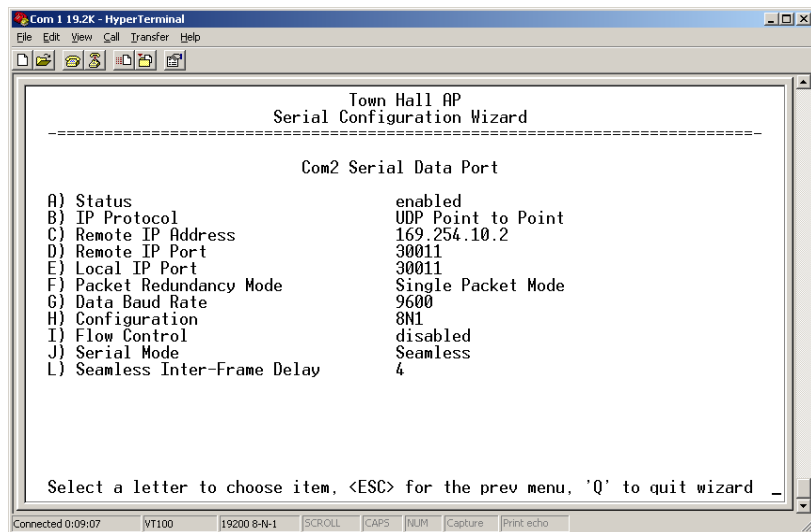 Com 1 19.2K - HyperTerminal
File Edit View Call Transfer Help
Town Hall AP
Serial Configuration Wizard
Com2 Serial Data Port
A) Status enabled
B) IP Protocol UDP Point to Point
C) Remote IP Address 169.254.10.2
D) Remote IP Port 30011
E) Local IP Port 30011
F) Packet Redundancy Mode Single Packet Mode
G) Data Baud Rate 9600
H) Configuration 8N1
I) Flow Control disabled
J) Serial Mode Seamless
L) Seamless Inter-Frame Delay 4
Select a letter to choose item, <ESC> for the prev menu, 'Q' to quit wizard _
Connected 0:09:07 VT100 19200 8-N-1 SCROLL CAPS NUM Capture Print echo